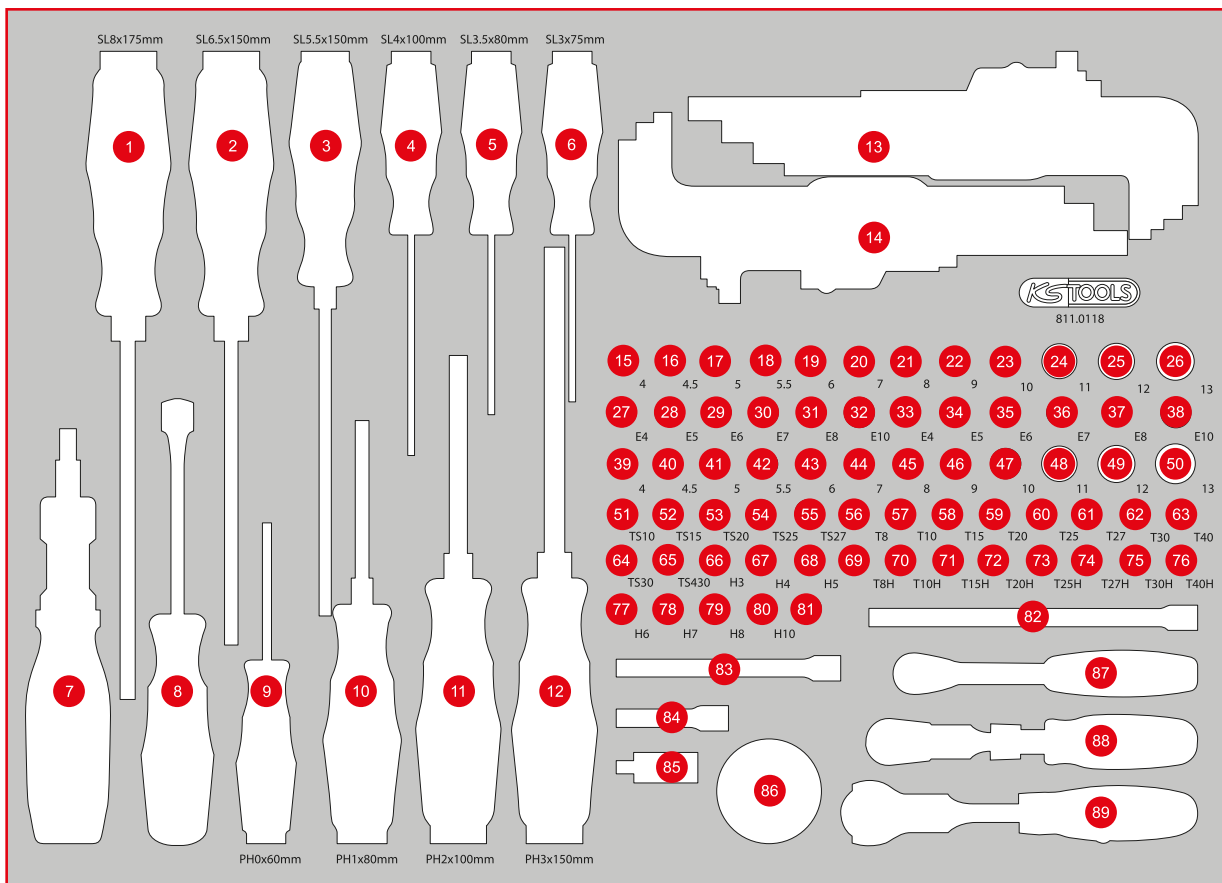 SL8x175mm SL6.5x150mm SL5.5x150mm SL4x100mm SL3.5x80mm SL3x75mm
1 2 3 4 5 6
13
14
KS TOOLS
811.0118
15 16 17 18 19 20 21 22 23 24 25 26
4 4.5 5 5.5 6 7 8 9 10 11 12 13
27 28 29 30 31 32 33 34 35 36 37 38
E4 E5 E6 E7 E8 E10 E4 E5 E6 E7 E8 E10
39 40 41 42 43 44 45 46 47 48 49 50
4 4.5 5 5.5 6 7 8 9 10 11 12 13
51 52 53 54 55 56 57 58 59 60 61 62 63
TS10 TS15 TS20 TS25 TS27 T8 T10 T15 T20 T25 T27 T30 T40
64 65 66 67 68 69 70 71 72 73 74 75 76
TS30 TS430 H3 H4 H5 T8H T10H T15H T20H T25H T27H T30H T40H
77 78 79 80 81
H6 H7 H8 H10
82
83
84
85
86
87
88
89
7 8 9 10 11 12
PH0x60mm PH1x80mm PH2x100mm PH3x150mm